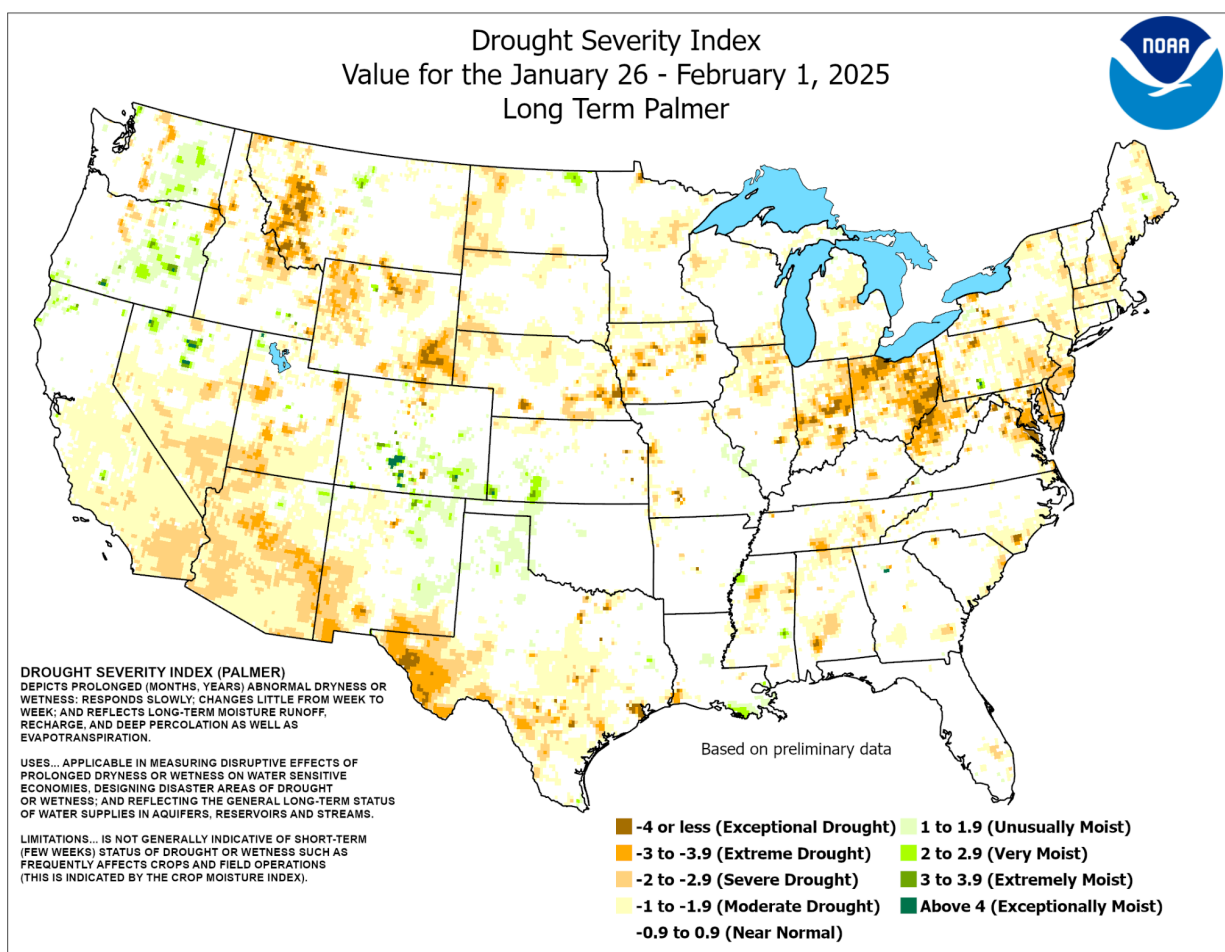 Drought Severity Index
Value for the January 26 - February 1, 2025
Long Term Palmer
NOAA
DROUGHT SEVERITY INDEX (PALMER)
DEPICTS PROLONGED (MONTHS, YEARS) ABNORMAL DRYNESS OR
WETNESS: RESPONDS SLOWLY; CHANGES LITTLE FROM WEEK TO
WEEK; AND REFLECTS LONG-TERM MOISTURE RUNOFF,
RECHARGE, AND DEEP PERCOLATION AS WELL AS
EVAPOTRANSPIRATION.
USES... APPLICABLE IN MEASURING DISRUPTIVE EFFECTS OF
PROLONGED DRYNESS OR WETNESS ON WATER SENSITIVE
ECONOMIES, DESIGNING DISASTER AREAS OF DROUGHT
OR WETNESS; AND REFLECTING THE GENERAL LONG-TERM STATUS
OF WATER SUPPLIES IN AQUIFERS, RESERVOIRS AND STREAMS.
LIMITATIONS... IS NOT GENERALLY INDICATIVE OF SHORT-TERM
(FEW WEEKS) STATUS OF DROUGHT OR WETNESS SUCH AS
FREQUENTLY AFFECTS CROPS AND FIELD OPERATIONS
(THIS IS INDICATED BY THE CROP MOISTURE INDEX).
Based on preliminary data
-4 or less (Exceptional Drought)
-3 to -3.9 (Extreme Drought)
-2 to -2.9 (Severe Drought)
-1 to -1.9 (Moderate Drought)
-0.9 to 0.9 (Near Normal)
1 to 1.9 (Unusually Moist)
2 to 2.9 (Very Moist)
3 to 3.9 (Extremely Moist)
Above 4 (Exceptionally Moist)